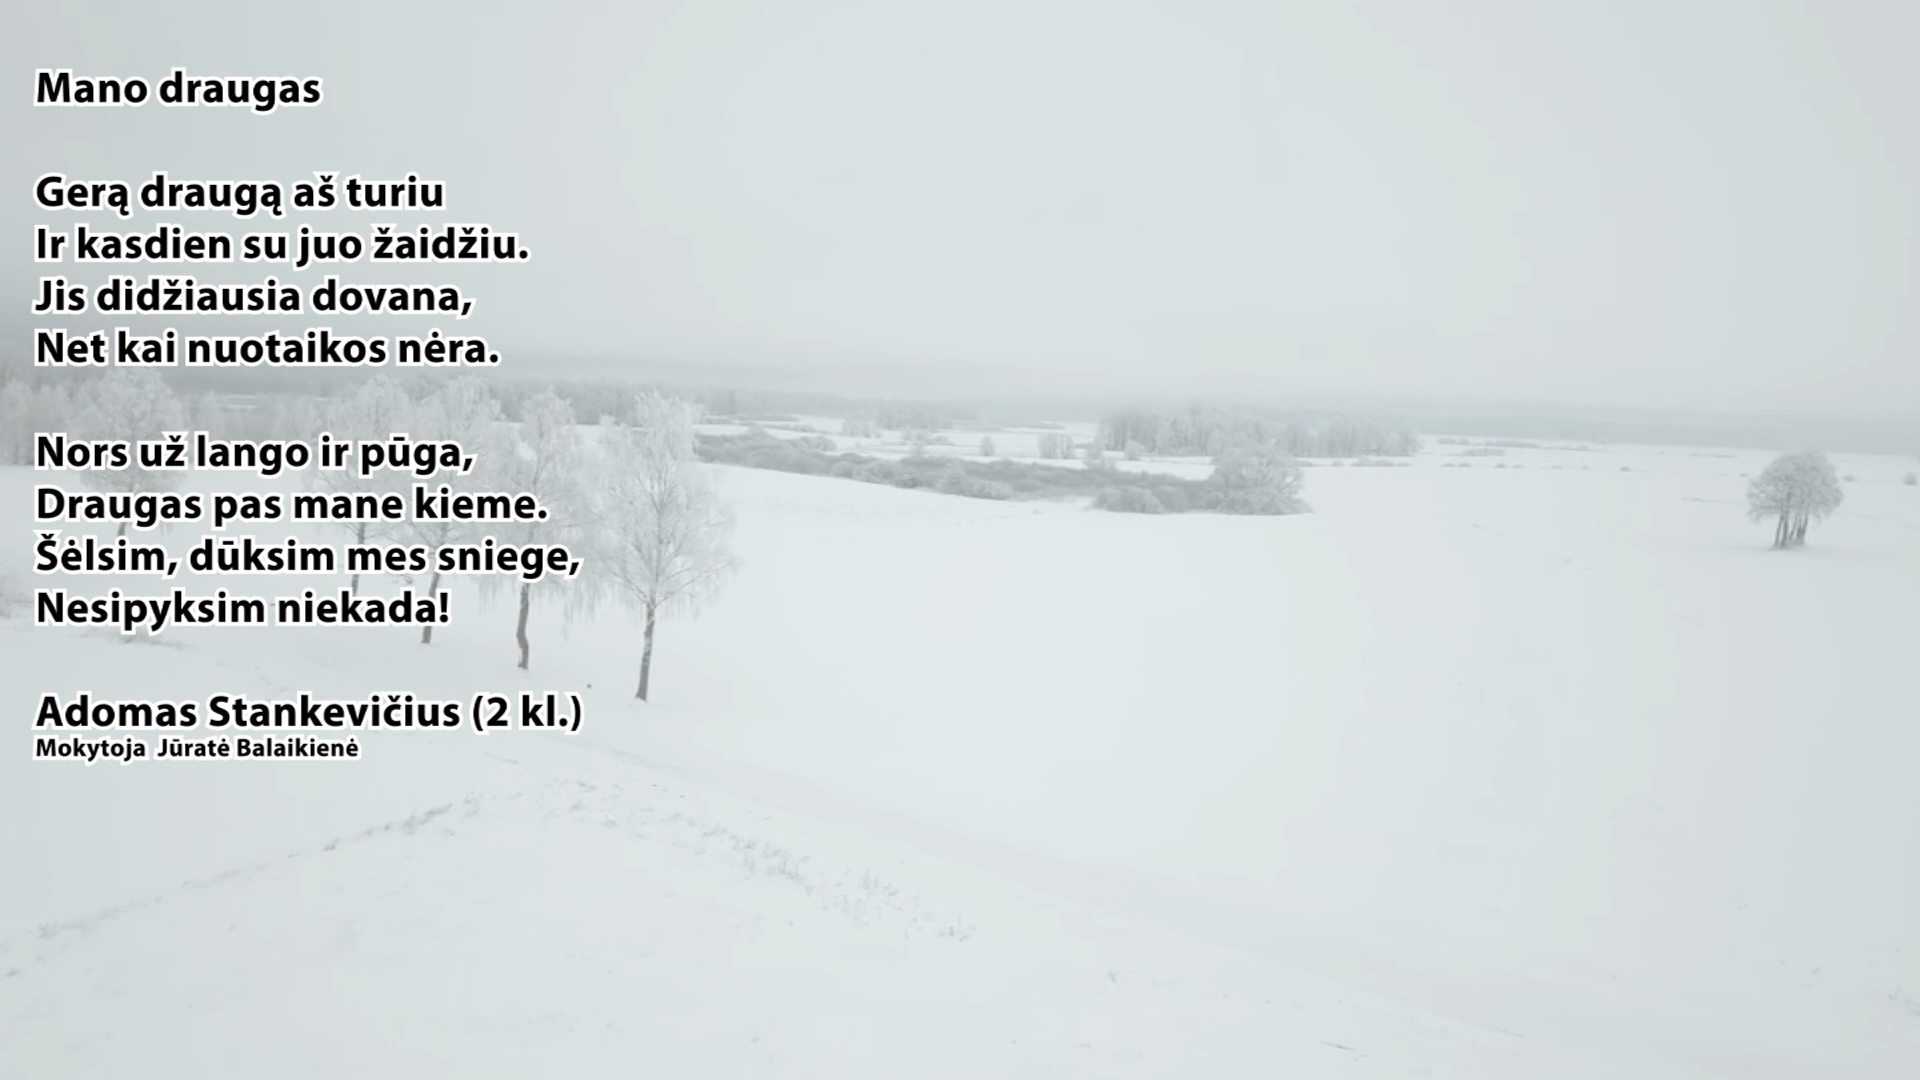 Mano draugas
Gerą draugą aš turiu
Ir kasdien su juo žaidžiu.
Jis didžiausia dovana,
Net kai nuotaikos nėra.
Nors už lango ir pūga,
Draugas pas mane kieme.
Šėlsim, dūksim mes sniege,
Nesipyksim niekada!
Adomas Stankevičius (2 kl.)
Mokytoja Jūratė Balaikienė